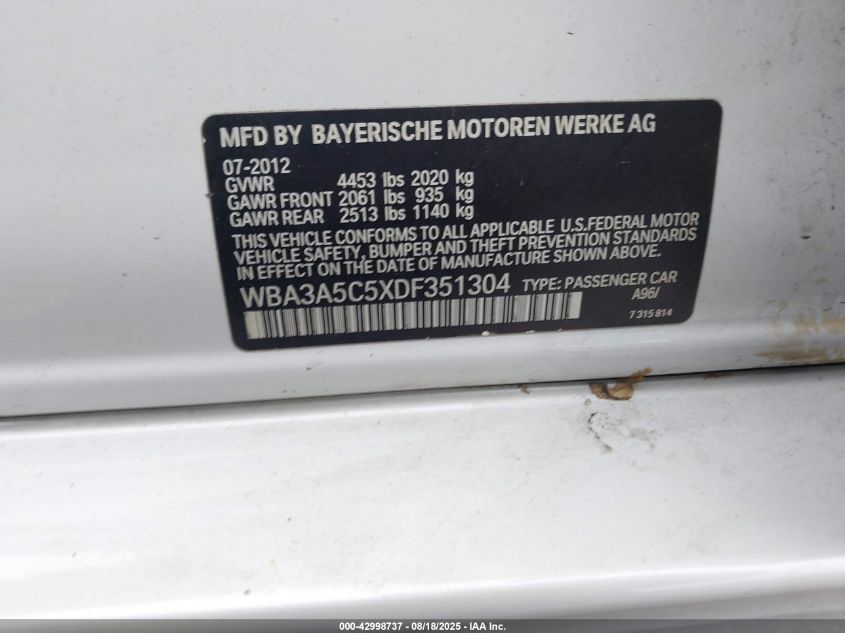 MFD BY BAYERISCHE MOTOREN WERKE AG
07-2012
GVWR 4453 lbs 2020 kg
GAWR FRONT 2061 lbs 935 kg
GAWR REAR 2513 lbs 1140 kg
THIS VEHICLE CONFORMS TO ALL APPLICABLE U.S.FEDERAL MOTOR
VEHICLE SAFETY, BUMPER AND THEFT PREVENTION STANDARDS
IN EFFECT ON THE DATE OF MANUFACTURE SHOWN ABOVE.
WBA3A5C5XDF351304 TYPE: PASSENGER CAR
A96/
7 315 814
000-42998737 - 08/18/2025 - IAA Inc.